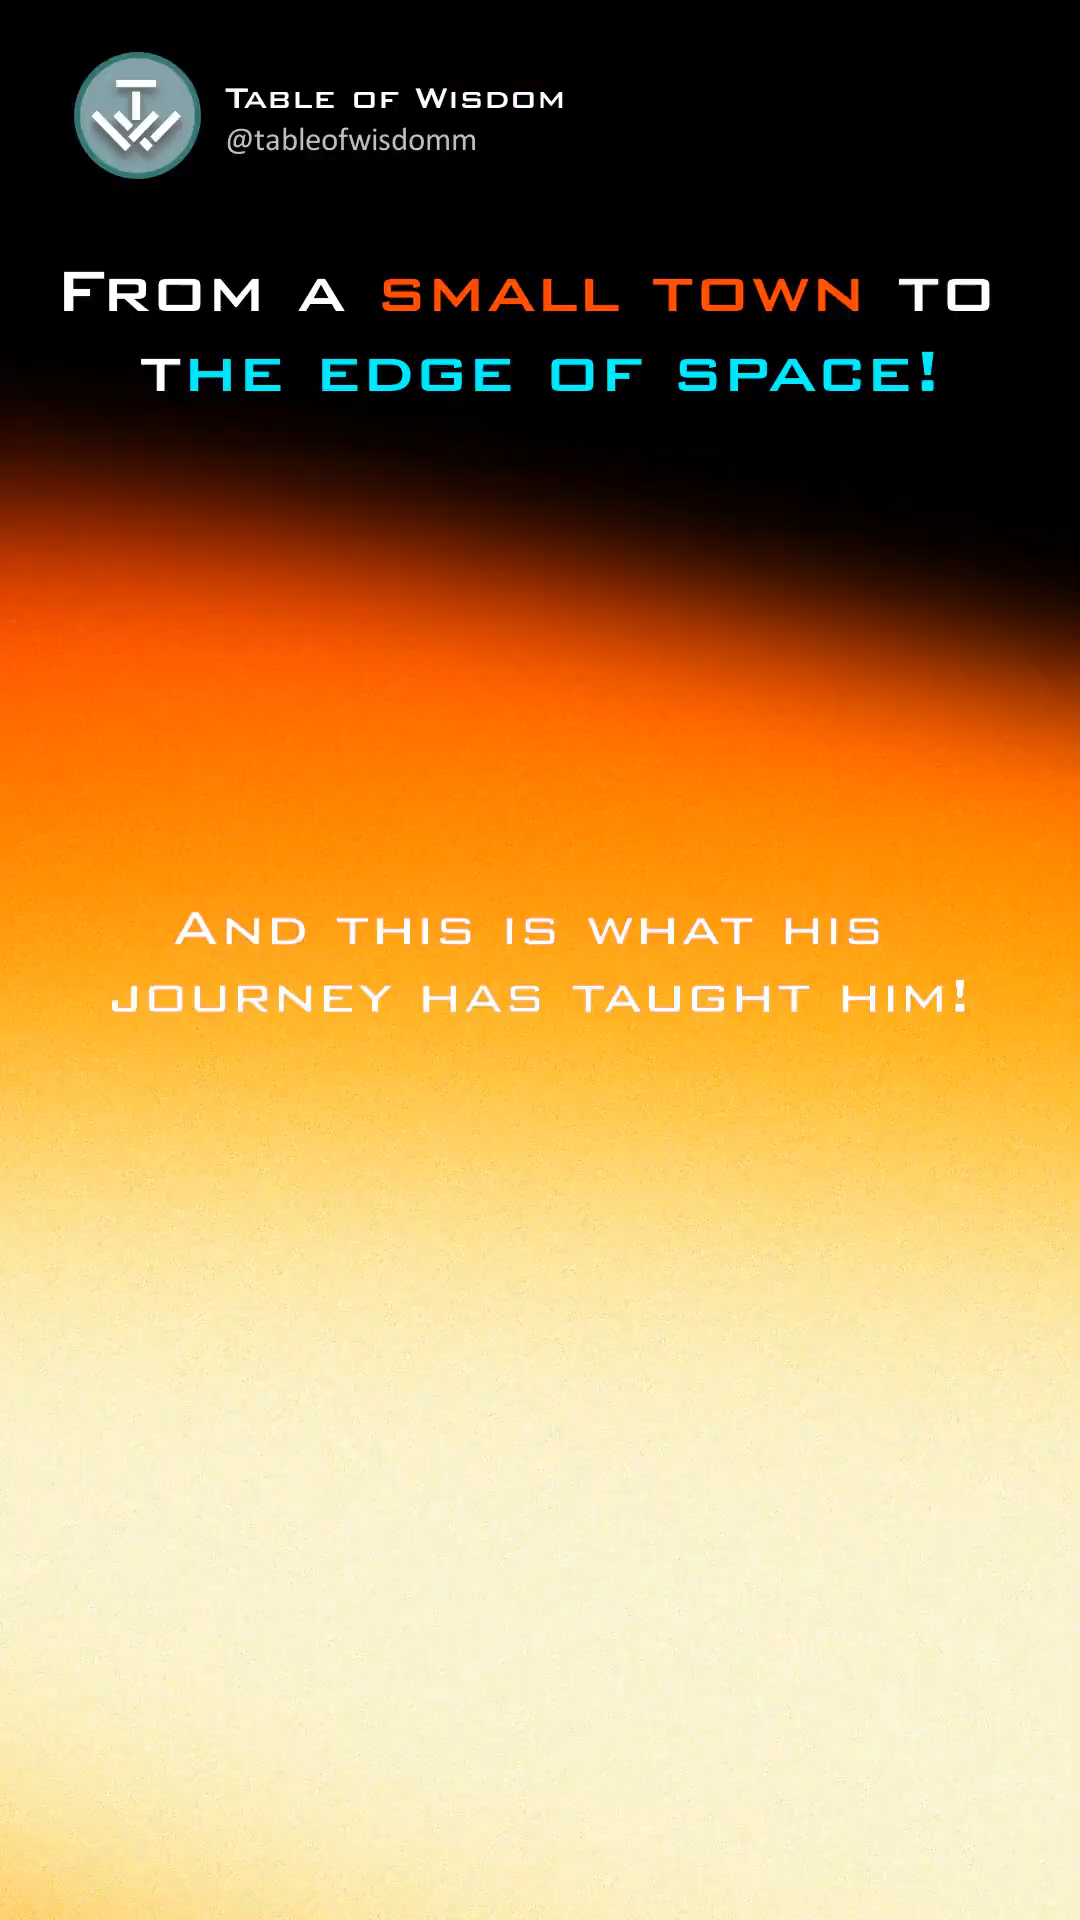 Table of Wisdom
@tableofwisdomm
From a small town to
the edge of space!
And this is what his
journey has taught him!